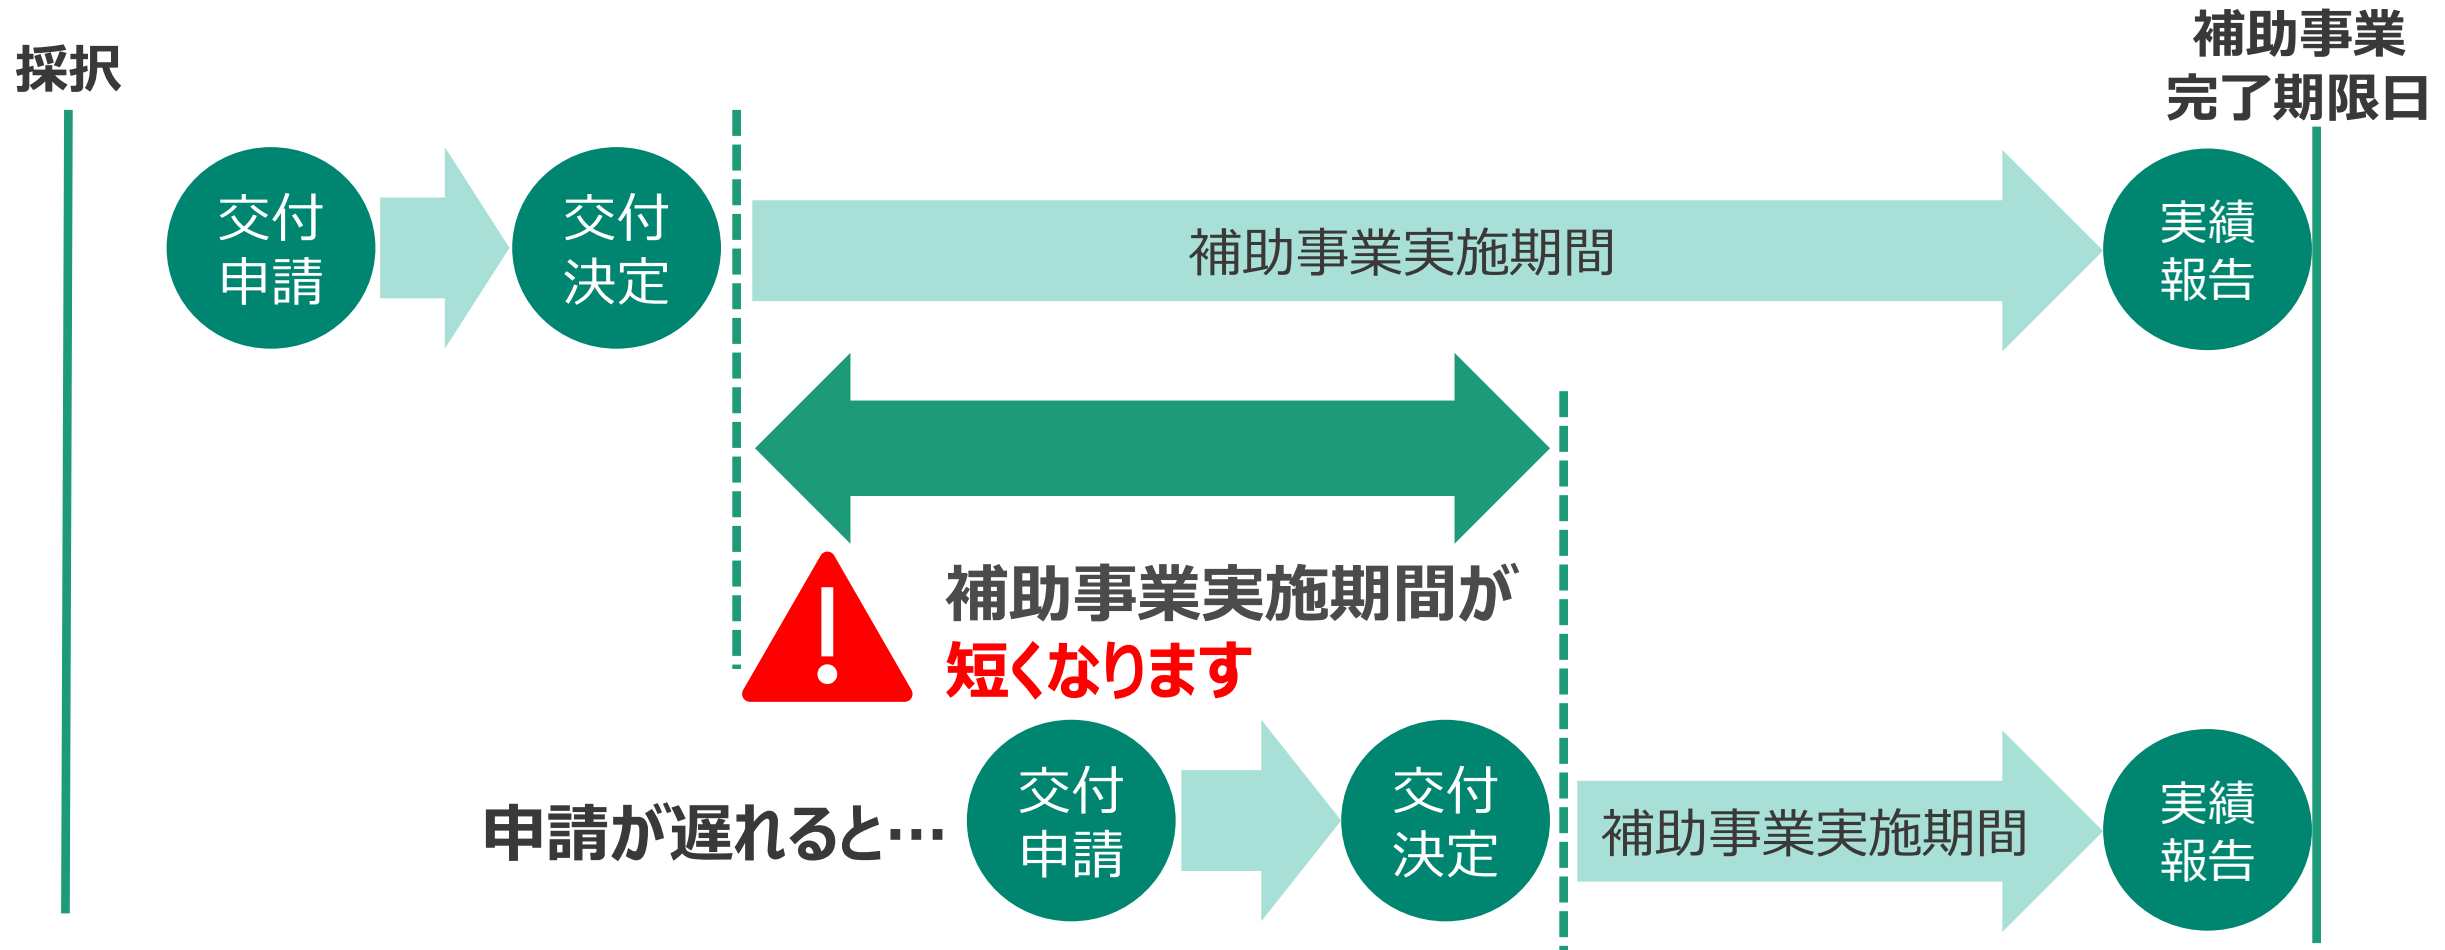 採択
補助事業
完了期限日
交付
申請
交付
決定
補助事業実施期間
実績
報告
補助事業実施期間が
短くなります
申請が遅れると…
交付
申請
交付
決定
補助事業実施期間
実績
報告